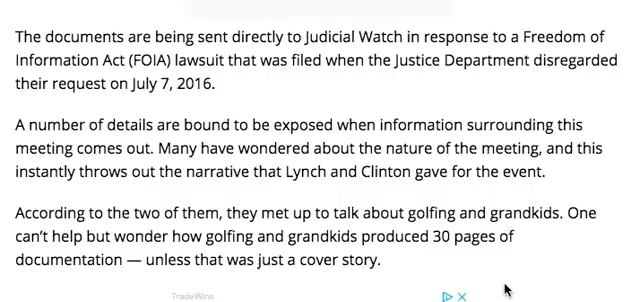 The documents are being sent directly to Judicial Watch in response to a Freedom of
Information Act (FOIA) lawsuit that was filed when the Justice Department disregarded
their request on July 7, 2016.
A number of details are bound to be exposed when information surrounding this
meeting comes out. Many have wondered about the nature of the meeting, and this
instantly throws out the narrative that Lynch and Clinton gave for the event.
According to the two of them, they met up to talk about golfing and grandkids. One
can't help but wonder how golfing and grandkids produced 30 pages of
documentation — unless that was just a cover story.
TradeWins